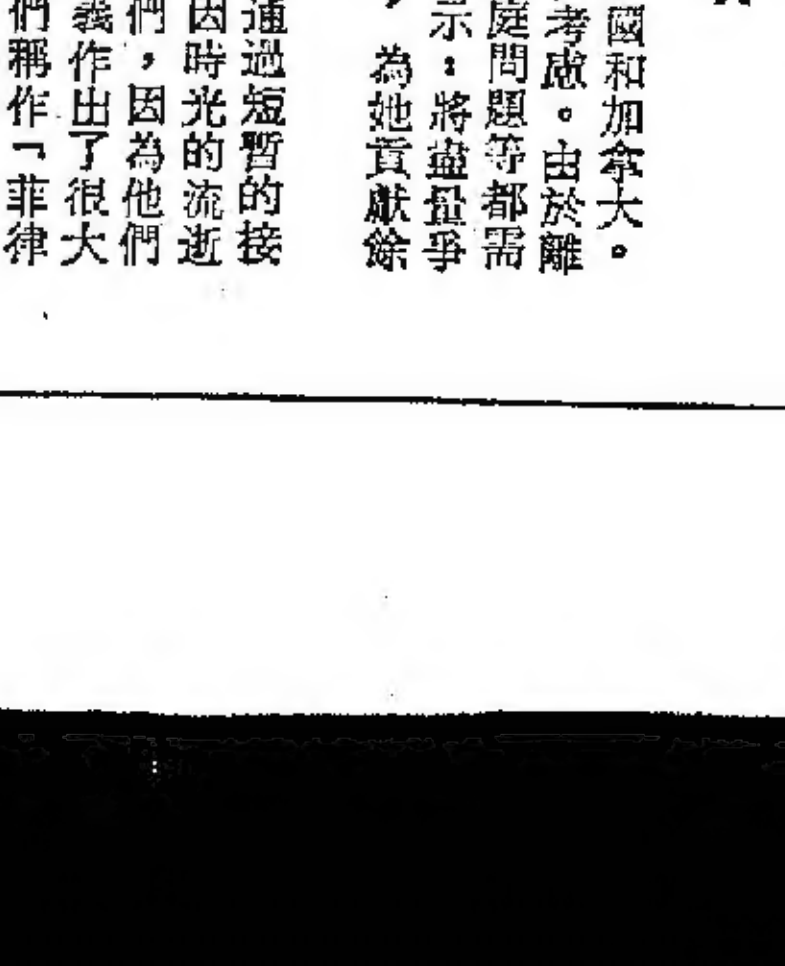 國和加拿大。
考慮。由於離
庭問題等都需
示：將盡量爭
，為她貢獻餘
通過短暫的接
因時光的流逝
們，因為他們
義作出了很大
們稱作「菲律